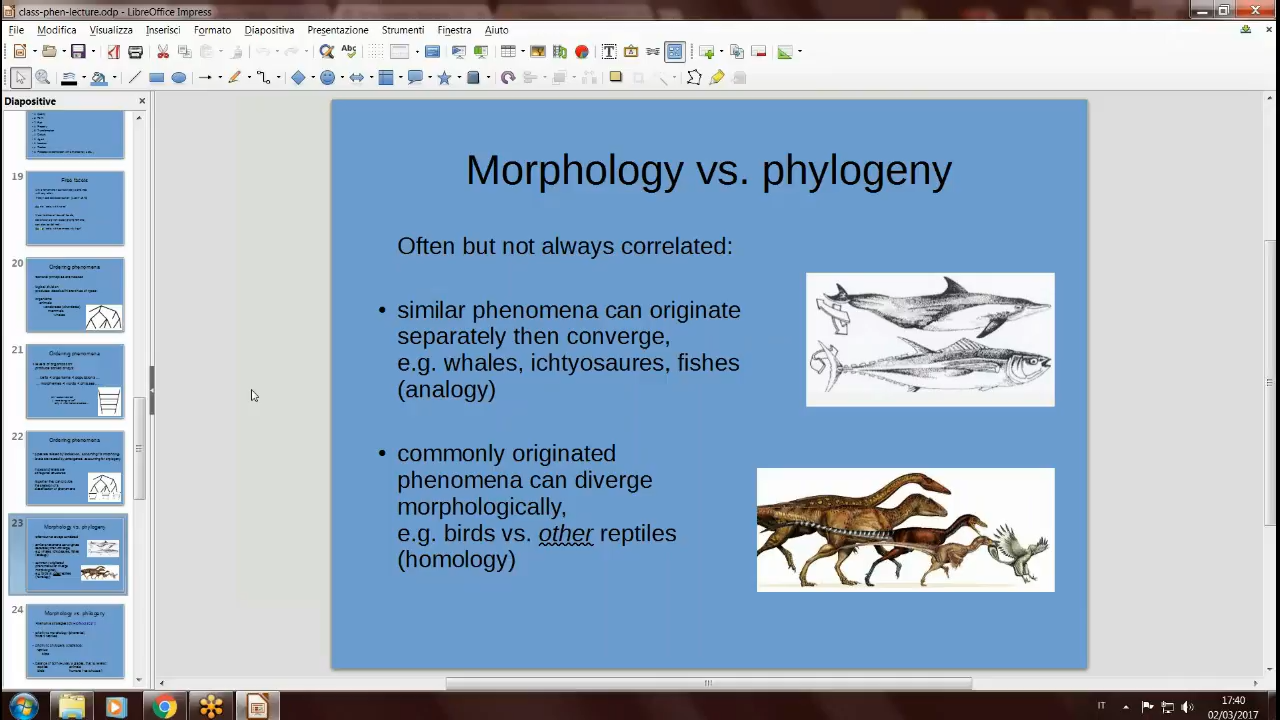 class-phen-lecture.odp - LibreOffice Impress
File Modifica Visualizza Inserisci Formato Diapositiva Presentazione Strumenti Finestra Aiuto
Diapositive
19
Free facets
20
Ordering phenomena
21
Ordering phenomena
22
Ordering phenomena
23
Morphology vs. phylogeny
24
Morphology vs. phylogeny
Morphology vs. phylogeny
Often but not always correlated:
• similar phenomena can originate
separately then converge,
e.g. whales, ichtyosaures, fishes
(analogy)
• commonly originated
phenomena can diverge
morphologically,
e.g. birds vs. other reptiles
(homology)
IT
17:40
02/03/2017